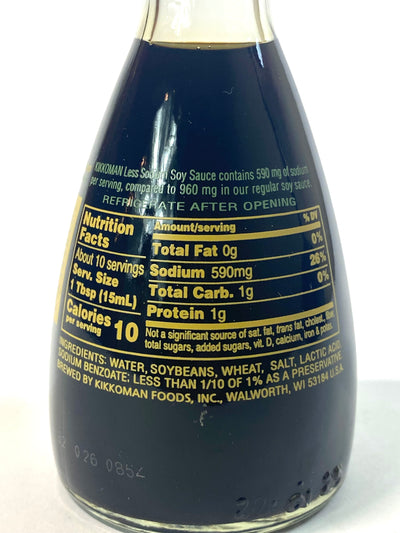 KIKKOMAN Less Sodium Soy Sauce contains 590 mg of sodium
per serving, compared to 960 mg in our regular soy sauce.
REFRIGERATE AFTER OPENING
Nutrition
Facts
About 10 servings
Serv. Size
1 Tbsp (15mL)
Calories 10
per serving
Amount/serving % DV
Total Fat 0g 0%
Sodium 590mg 26%
Total Carb. 1g 0%
Protein 1g
Not a significant source of sat. fat, trans fat, cholest., fiber,
total sugars, added sugars, vit. D, calcium, iron & potas.
INGREDIENTS: WATER, SOYBEANS, WHEAT, SALT, LACTIC ACID,
SODIUM BENZOATE: LESS THAN 1/10 OF 1% AS A PRESERVATIVE
BREWED BY KIKKOMAN FOODS, INC., WALWORTH, WI 53184 U.S.A
026 0852